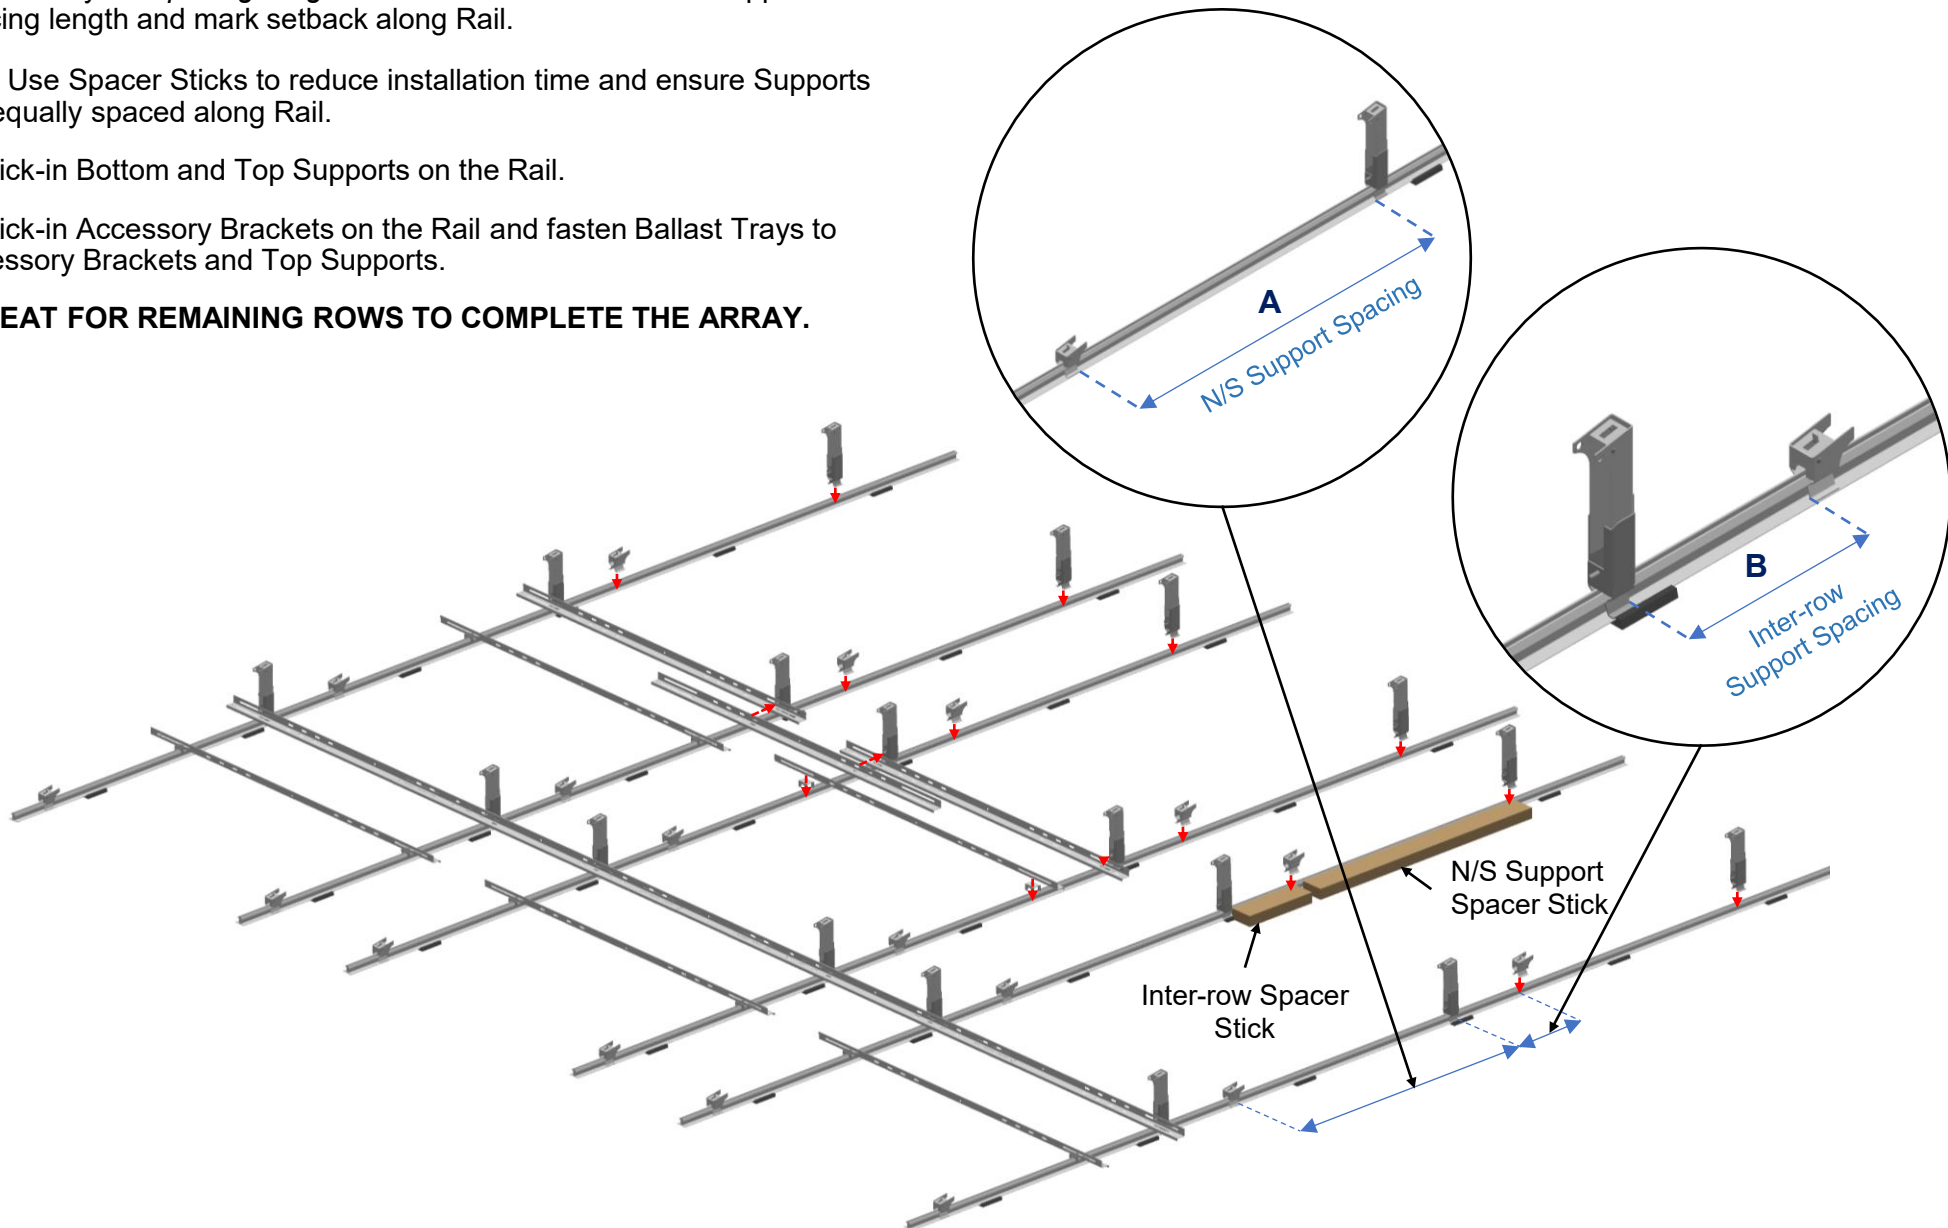 cing length and mark setback along Rail.
Use Spacer Sticks to reduce installation time and ensure Supports
equally spaced along Rail.
ick-in Bottom and Top Supports on the Rail.
ick-in Accessory Brackets on the Rail and fasten Ballast Trays to
essory Brackets and Top Supports.
EAT FOR REMAINING ROWS TO COMPLETE THE ARRAY.
A
N/S Support Spacing
B
Inter-row
Support Spacing
N/S Support
Spacer Stick
Inter-row Spacer
Stick